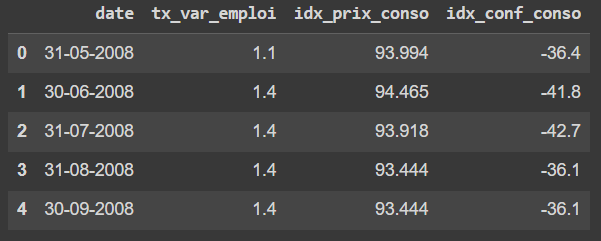 date tx_var_emploi idx_prix_conso idx_conf_conso
0 31-05-2008 1.1 93.994 -36.4
1 30-06-2008 1.4 94.465 -41.8
2 31-07-2008 1.4 93.918 -42.7
3 31-08-2008 1.4 93.444 -36.1
4 30-09-2008 1.4 93.444 -36.1